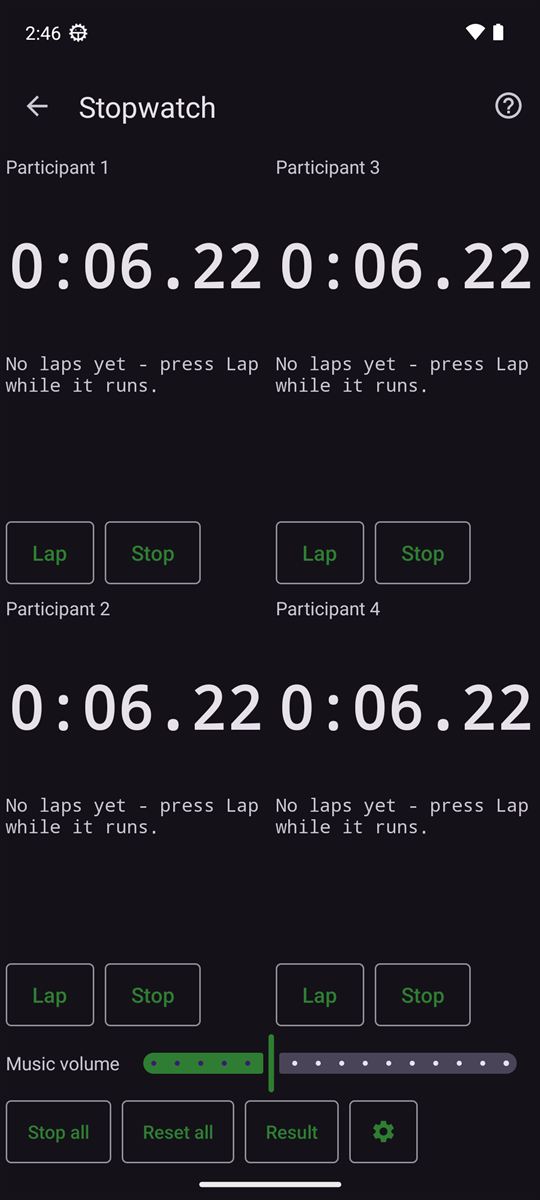 2:46
Stopwatch
Participant 1
0:06.22
No laps yet - press Lap
while it runs.
Lap
Stop
Participant 3
0:06.22
No laps yet - press Lap
while it runs.
Lap
Stop
Participant 2
0:06.22
No laps yet - press Lap
while it runs.
Lap
Stop
Participant 4
0:06.22
No laps yet - press Lap
while it runs.
Lap
Stop
Music volume
Stop all
Reset all
Result